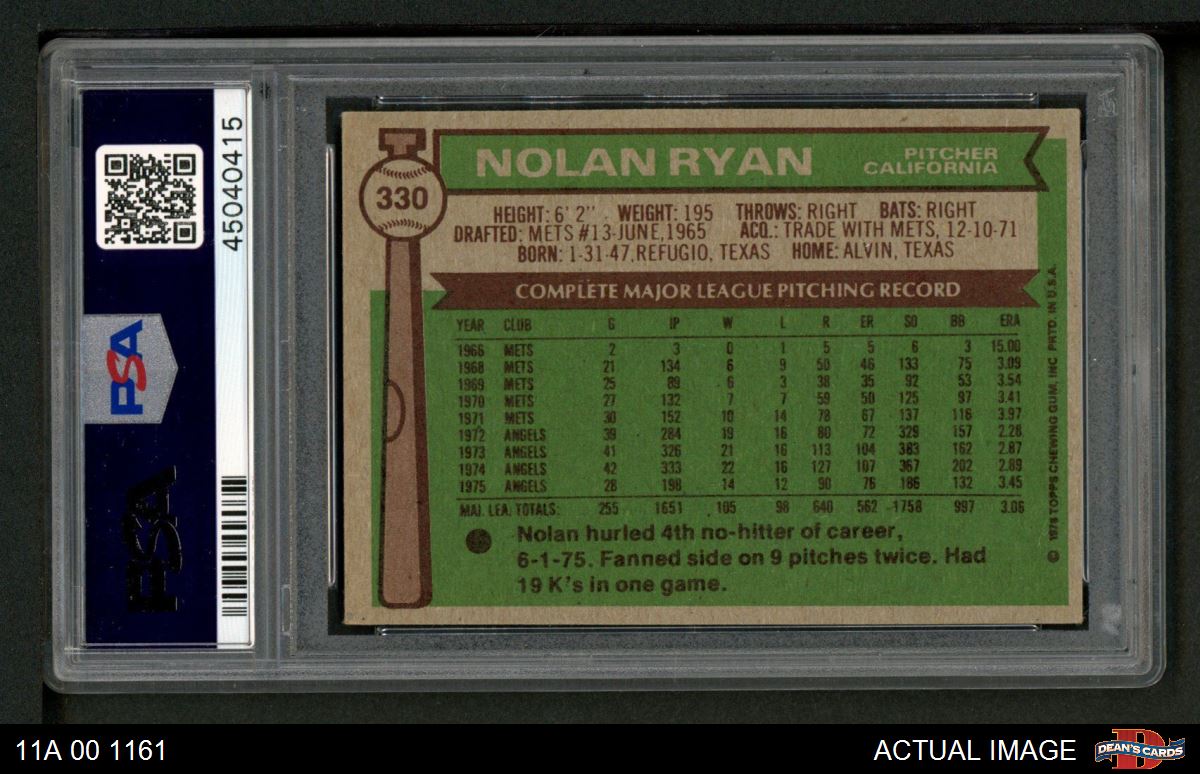 45040415
PSA
PSA
330
NOLAN RYAN
PITCHER
CALIFORNIA
HEIGHT: 6' 2" WEIGHT: 195 THROWS: RIGHT BATS: RIGHT
DRAFTED: METS #13-JUNE, 1965 ACQ.: TRADE WITH METS, 12-10-71
BORN: 1-31-47, REFUGIO, TEXAS HOME: ALVIN, TEXAS
COMPLETE MAJOR LEAGUE PITCHING RECORD
YEAR CLUB G IP W L R ER SO BB ERA
1966 METS 2 3 0 1 5 5 6 3 15.00
1968 METS 21 134 6 9 50 46 133 75 3.09
1969 METS 25 89 6 3 38 35 92 53 3.54
1970 METS 27 132 7 7 59 50 125 97 3.41
1971 METS 30 152 10 14 78 67 137 116 3.97
1972 ANGELS 39 284 19 16 80 72 329 157 2.28
1973 ANGELS 41 326 21 16 113 104 383 162 2.87
1974 ANGELS 42 333 22 16 127 107 367 202 2.89
1975 ANGELS 28 198 14 12 90 76 186 132 3.45
MAJ. LEA. TOTALS: 255 1651 105 98 640 562 1758 997 3.06
Nolan hurled 4th no-hitter of career,
6-1-75. Fanned side on 9 pitches twice. Had
19 K's in one game.
© 1976 TOPPS CHEWING GUM, INC PRTD. IN U.S.A.
11A 00 1161
ACTUAL IMAGE
DEAN'S CARDS